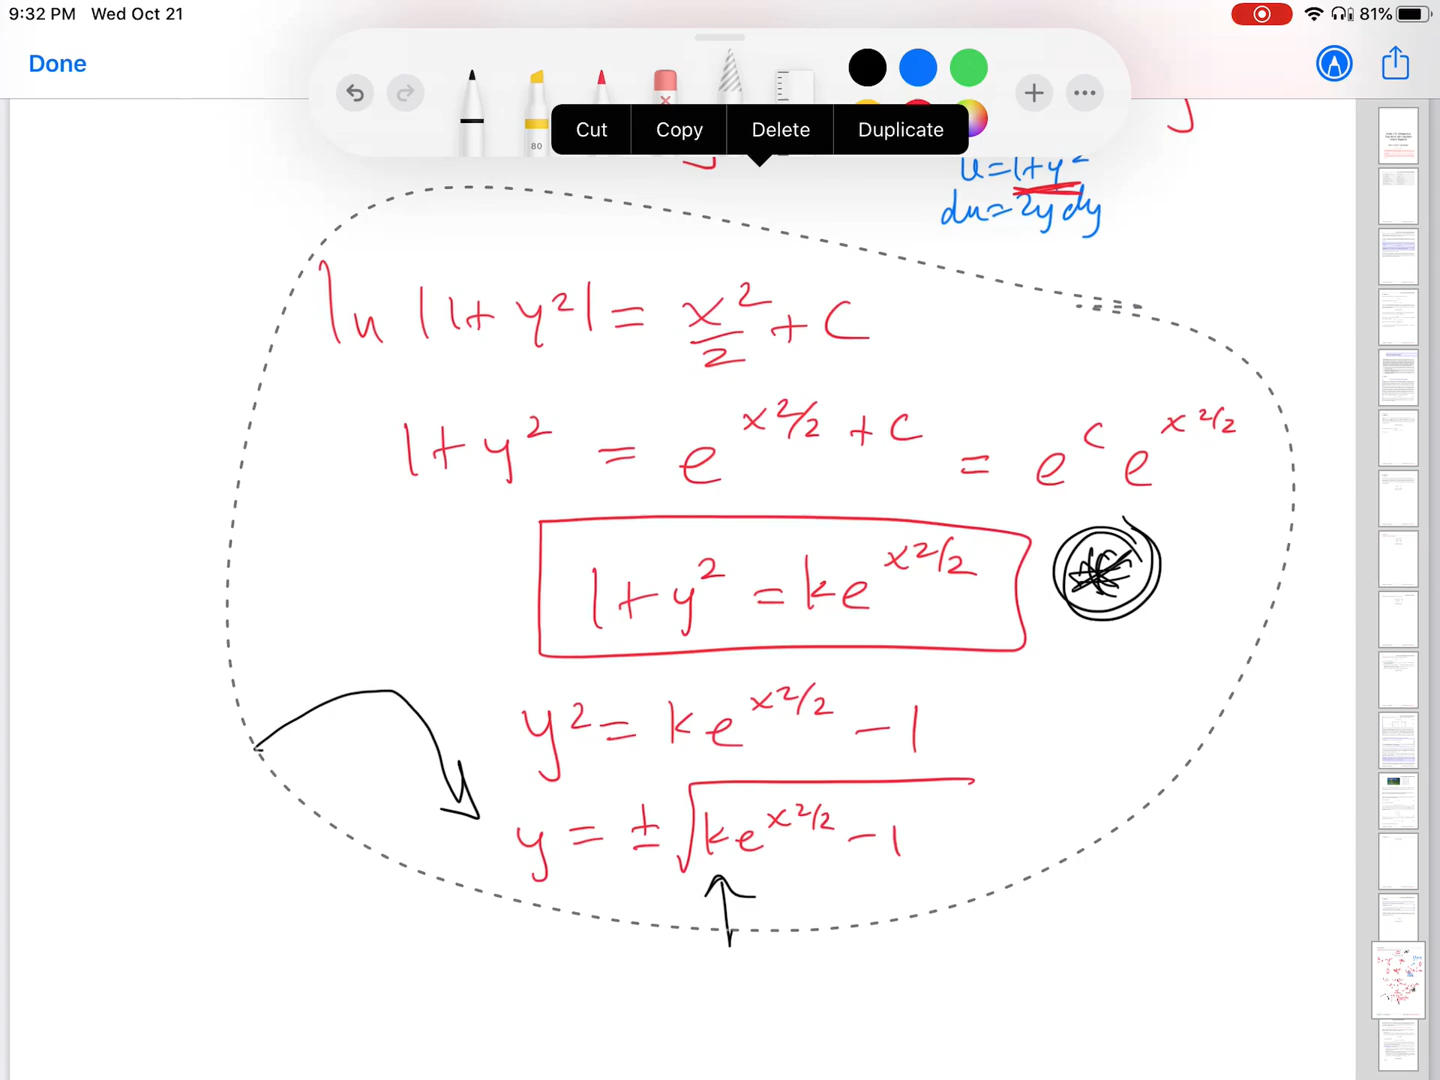 9:32 PM Wed Oct 21
81%
Done
80
Cut Copy Delete Duplicate
u=1+y²
du=2y dy
ln |1+y²| = x²/2 + C
1+y² = e^(x²/2 + C) = e^C e^(x²/2)
1+y² = ke^(x²/2)
y² = ke^(x²/2) − 1
y = ± √(ke^(x²/2) − 1)